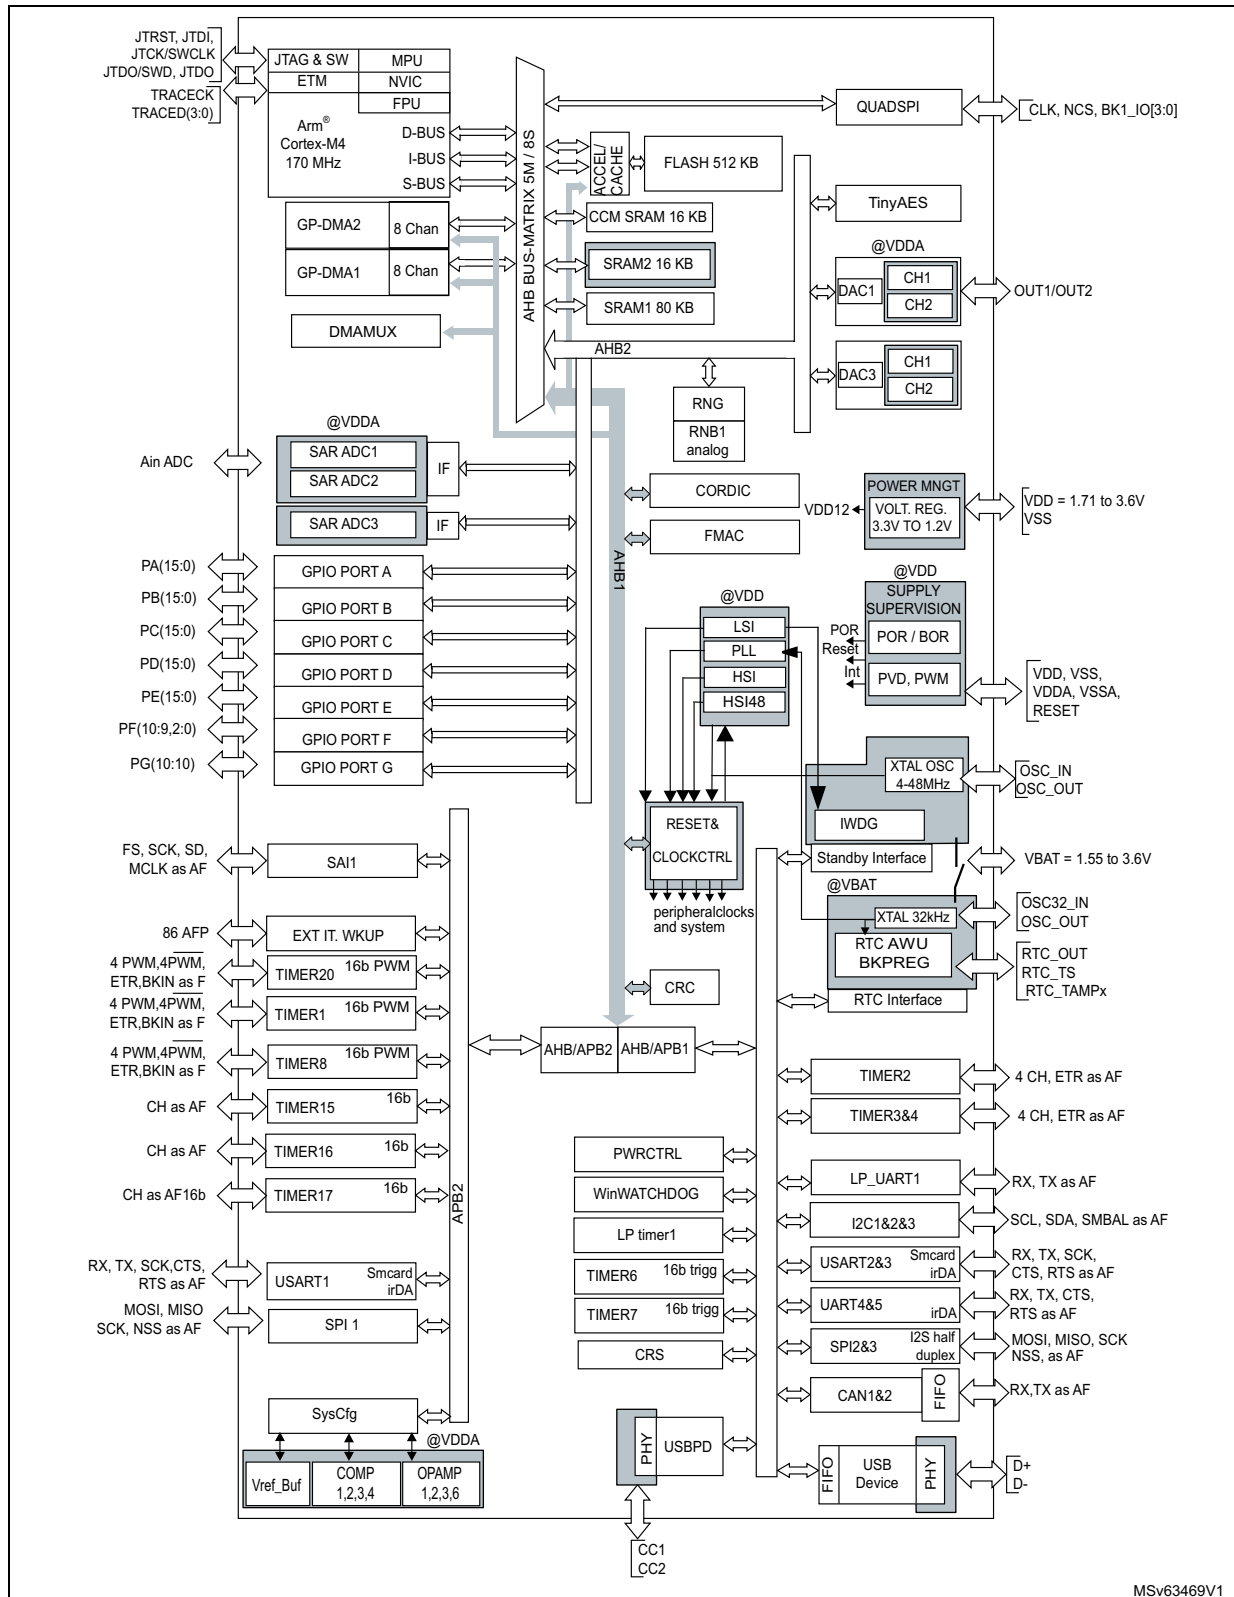 JTRST, JTDI,
JTCK/SWCLK
JTDO/SWD, JTDO
TRACECK
TRACED(3:0)
JTAG & SW
MPU
ETM
NVIC
FPU
Arm®
Cortex-M4
170 MHz
D-BUS
I-BUS
S-BUS
GP-DMA2
8 Chan
GP-DMA1
8 Chan
DMAMUX
AHB BUS-MATRIX 5M / 8S
ACCEL/
CACHE
FLASH 512 KB
CCM SRAM 16 KB
SRAM2 16 KB
SRAM1 80 KB
AHB2
RNG
RNB1
analog
QUADSPI
CLK, NCS, BK1_IO[3:0]
TinyAES
@VDDA
DAC1
CH1
CH2
OUT1/OUT2
DAC3
CH1
CH2
@VDDA
Ain ADC
SAR ADC1
SAR ADC2
IF
SAR ADC3
IF
CORDIC
FMAC
AHB1
POWER MNGT
VDD12
VOLT. REG.
3.3V TO 1.2V
VDD = 1.71 to 3.6V
VSS
PA(15:0)
GPIO PORT A
PB(15:0)
GPIO PORT B
PC(15:0)
GPIO PORT C
PD(15:0)
GPIO PORT D
PE(15:0)
GPIO PORT E
PF(10:9,2:0)
GPIO PORT F
PG(10:10)
GPIO PORT G
@VDD
LSI
PLL
HSI
HSI48
@VDD
SUPPLY
SUPERVISION
POR
Reset
Int
POR / BOR
PVD, PWM
VDD, VSS,
VDDA, VSSA,
RESET
XTAL OSC
4-48MHz
OSC_IN
OSC_OUT
IWDG
Standby Interface
VBAT = 1.55 to 3.6V
@VBAT
XTAL 32kHz
OSC32_IN
OSC_OUT
RTC AWU
BKPREG
RTC_OUT
RTC_TS
RTC_TAMPx
RTC Interface
RESET&
CLOCKCTRL
peripheralclocks
and system
CRC
AHB/APB2
AHB/APB1
APB2
FS, SCK, SD,
MCLK as AF
SAI1
86 AFP
EXT IT. WKUP
4 PWM,4PWM,
ETR,BKIN as F
TIMER20
16b PWM
4 PWM,4PWM,
ETR,BKIN as F
TIMER1
16b PWM
4 PWM,4PWM,
ETR,BKIN as F
TIMER8
16b PWM
CH as AF
TIMER15
16b
CH as AF
TIMER16
16b
CH as AF16b
TIMER17
16b
RX, TX, SCK,CTS,
RTS as AF
USART1
Smcard
irDA
MOSI, MISO
SCK, NSS as AF
SPI 1
SysCfg
@VDDA
Vref_Buf
COMP
1,2,3,4
OPAMP
1,2,3,6
PWRCTRL
WinWATCHDOG
LP timer1
TIMER6
16b trigg
TIMER7
16b trigg
CRS
PHY
USBPD
CC1
CC2
TIMER2
4 CH, ETR as AF
TIMER3&4
4 CH, ETR as AF
LP_UART1
RX, TX as AF
I2C1&2&3
SCL, SDA, SMBAL as AF
USART2&3
Smcard
irDA
RX, TX, SCK,
CTS, RTS as AF
UART4&5
irDA
RX, TX, CTS,
RTS as AF
SPI2&3
I2S half
duplex
MOSI, MISO, SCK
NSS, as AF
CAN1&2
FIFO
RX,TX as AF
FIFO
USB
Device
PHY
D+
D-
MSv63469V1